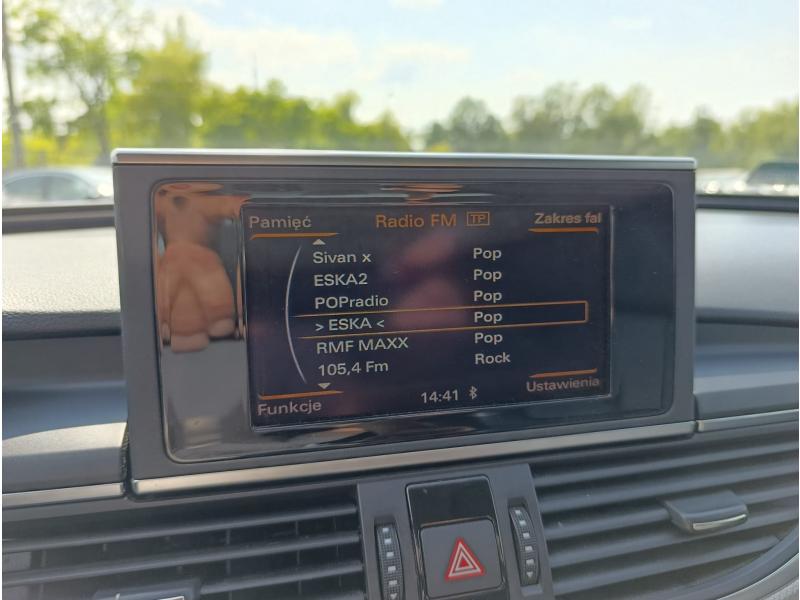 Pamięć Radio FM TP Zakres fal
Sivan x Pop
ESKA2 Pop
POPradio Pop
> ESKA < Pop
RMF MAXX Pop
105,4 Fm Rock
Funkcje 14:41 Ustawienia